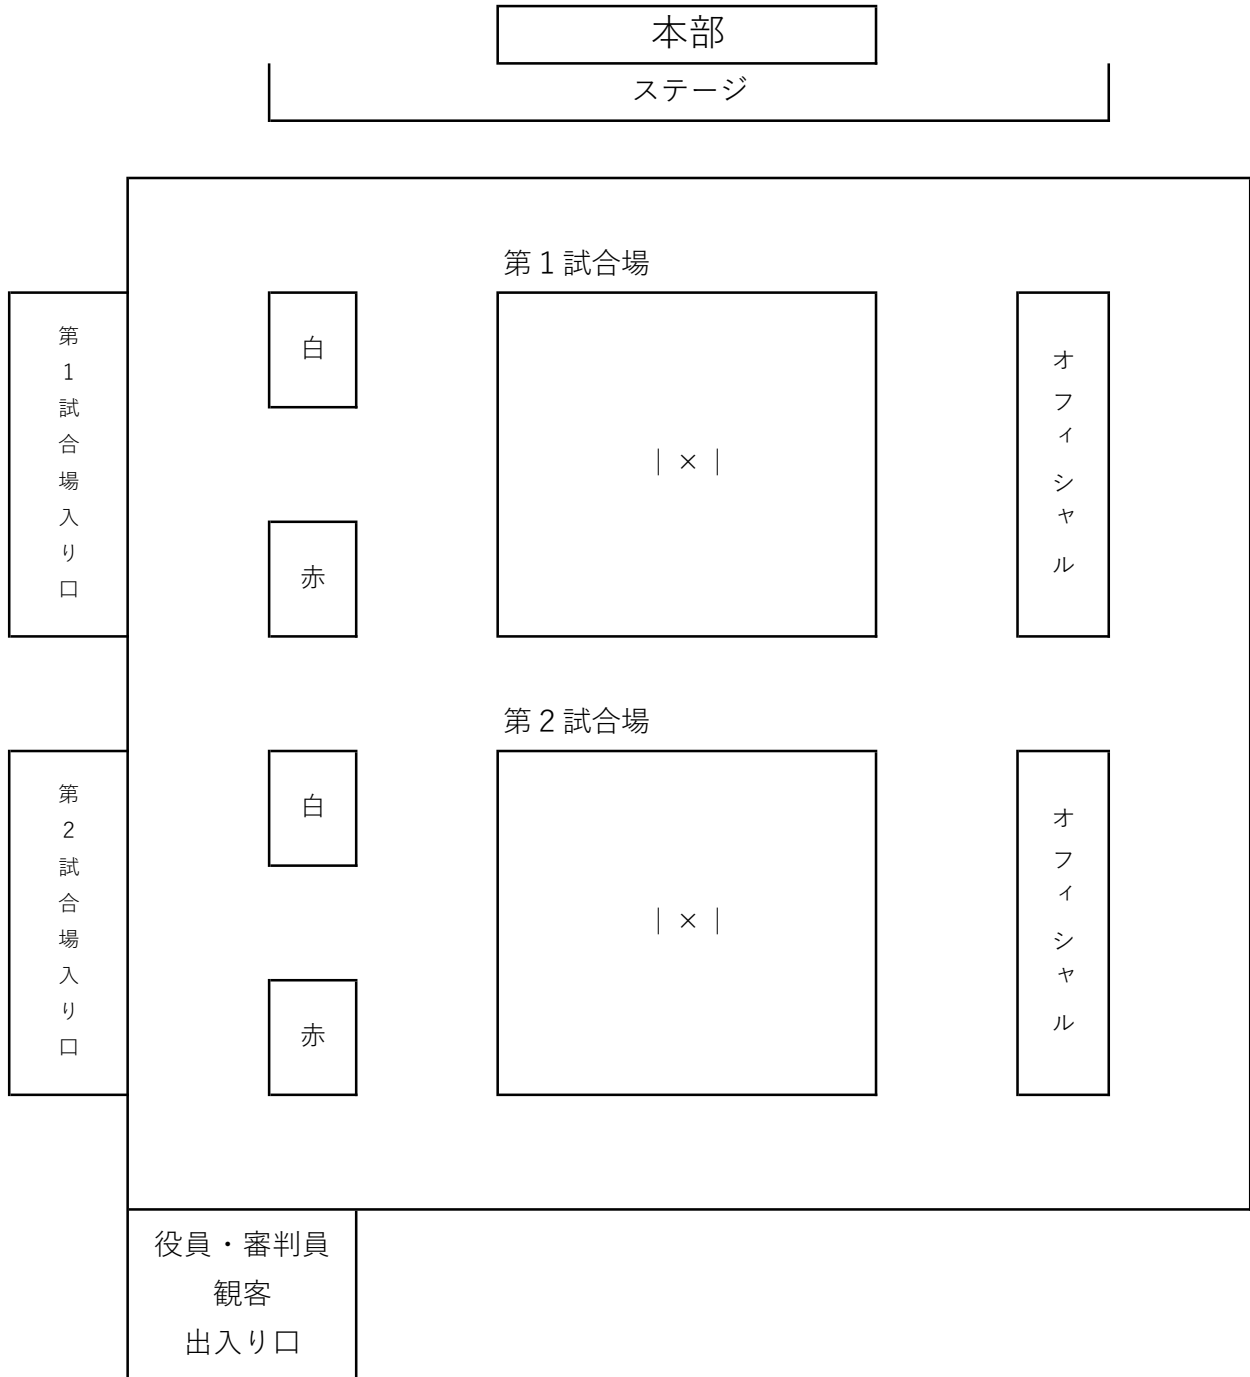 本部
ステージ
第１試合場
第１試合場入り口
白
オフィシャル
｜×｜
赤
第２試合場
第２試合場入り口
白
オフィシャル
｜×｜
赤
役員・審判員
観客
出入り口